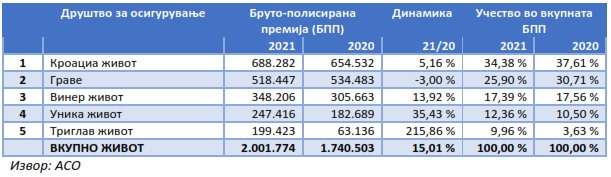 Друштво за осигурување Бруто-полисирана премија (БПП) Динамика Учество во вкупната БПП
2021 2020 21/20 2021 2020
1 Кроациа живот 688.282 654.532 5,16 % 34,38 % 37,61 %
2 Граве 518.447 534.483 -3,00 % 25,90 % 30,71 %
3 Винер живот 348.206 305.663 13,92 % 17,39 % 17,56 %
4 Уника живот 247.416 182.689 35,43 % 12,36 % 10,50 %
5 Триглав живот 199.423 63.136 215,86 % 9,96 % 3,63 %
ВКУПНО ЖИВОТ 2.001.774 1.740.503 15,01 % 100,00 % 100,00 %
Извор: АСО